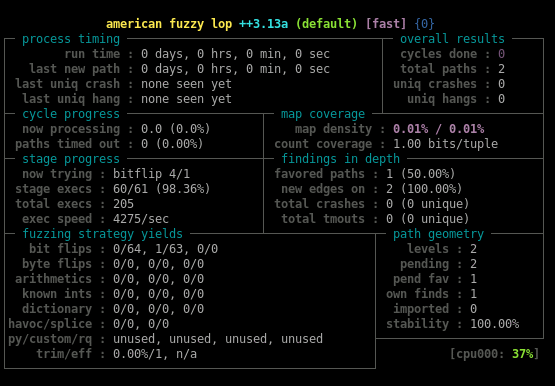 american fuzzy lop ++3.13a (default) [fast] {0}
process timing overall results
run time : 0 days, 0 hrs, 0 min, 0 sec cycles done : 0
last new path : 0 days, 0 hrs, 0 min, 0 sec total paths : 2
last uniq crash : none seen yet uniq crashes : 0
last uniq hang : none seen yet uniq hangs : 0
cycle progress map coverage
now processing : 0.0 (0.0%) map density : 0.01% / 0.01%
paths timed out : 0 (0.00%) count coverage : 1.00 bits/tuple
stage progress findings in depth
now trying : bitflip 4/1 favored paths : 1 (50.00%)
stage execs : 60/61 (98.36%) new edges on : 2 (100.00%)
total execs : 205 total crashes : 0 (0 unique)
exec speed : 4275/sec total tmouts : 0 (0 unique)
fuzzing strategy yields path geometry
bit flips : 0/64, 1/63, 0/0 levels : 2
byte flips : 0/0, 0/0, 0/0 pending : 2
arithmetics : 0/0, 0/0, 0/0 pend fav : 1
known ints : 0/0, 0/0, 0/0 own finds : 1
dictionary : 0/0, 0/0, 0/0 imported : 0
havoc/splice : 0/0, 0/0 stability : 100.00%
py/custom/rq : unused, unused, unused, unused
trim/eff : 0.00%/1, n/a [cpu000: 37%]